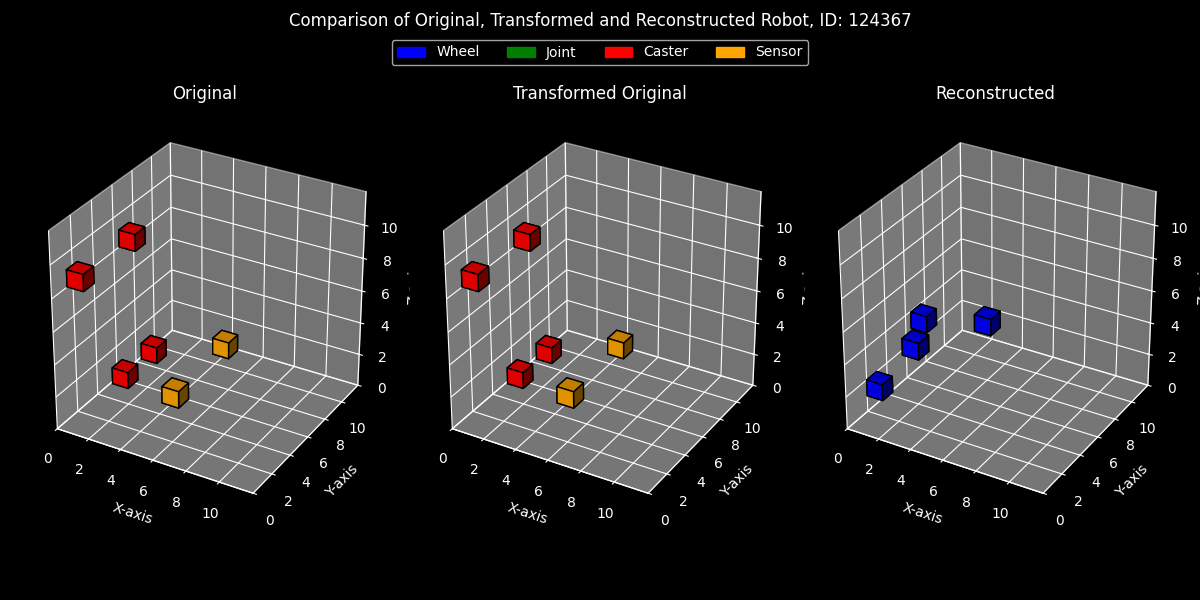 Comparison of Original, Transformed and Reconstructed Robot, ID: 124367
Wheel Joint Caster Sensor
Original Transformed Original Reconstructed
10 10 10
8 8 8
6 6 6
4 4 4
2 2 2
0 0 0
10 10 10
8 8 8
6 6 6
4 4 4
2 2 2
0 0 0
0 2 4 6 8 10 0 2 4 6 8 10 0 2 4 6 8 10
X-axis Y-axis X-axis Y-axis X-axis Y-axis